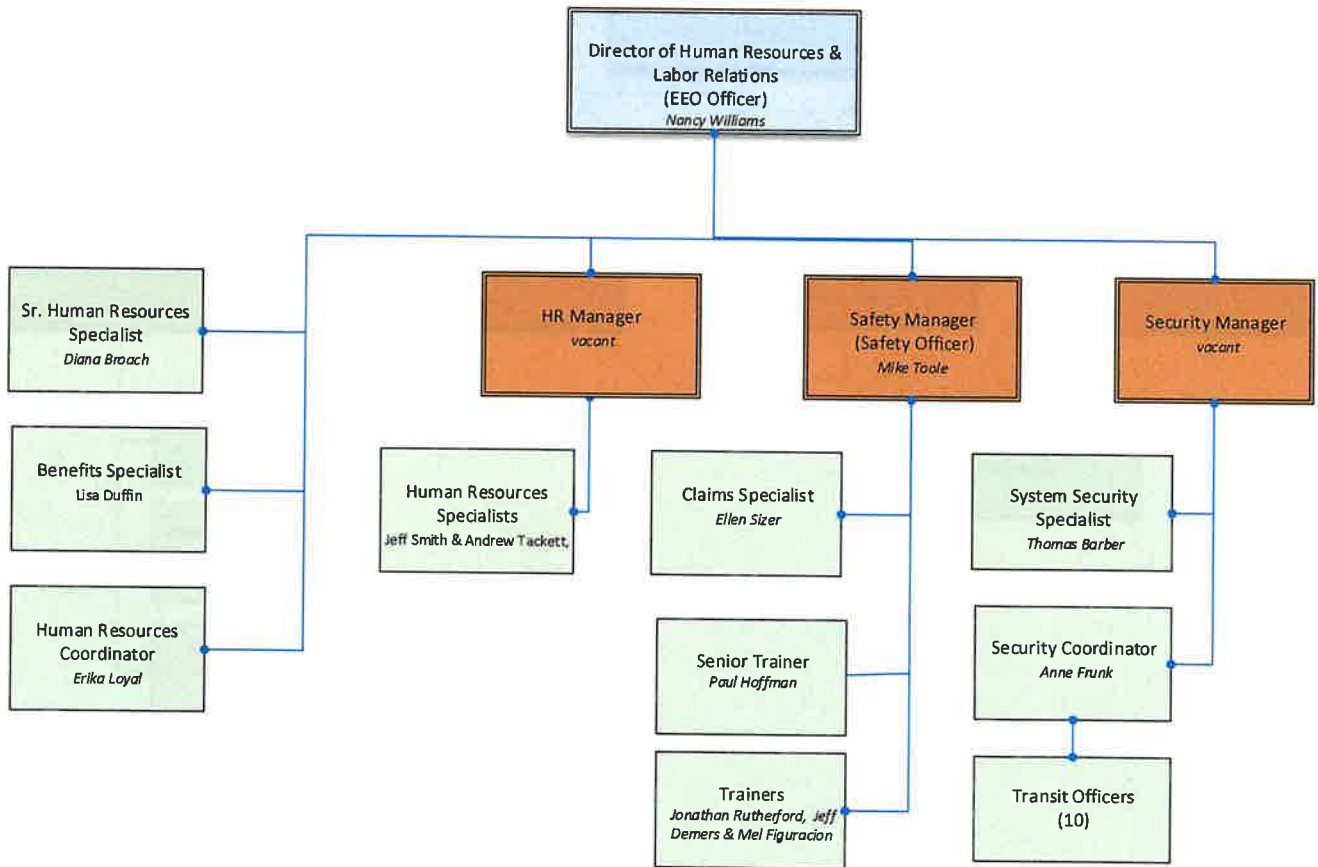 Director of Human Resources &
Labor Relations
(EEO Officer)
Nancy Williams
Sr. Human Resources
Specialist
Diana Broach
Benefits Specialist
Lisa Duffin
Human Resources
Coordinator
Erika Loyal
HR Manager
vacant
Human Resources
Specialists
Jeff Smith & Andrew Tackett,
Safety Manager
(Safety Officer)
Mike Toole
Claims Specialist
Ellen Sizer
Senior Trainer
Paul Hoffman
Trainers
Jonathan Rutherford, Jeff
Demers & Mel Figuracion
Security Manager
vacant
System Security
Specialist
Thomas Barber
Security Coordinator
Anne Frunk
Transit Officers
(10)